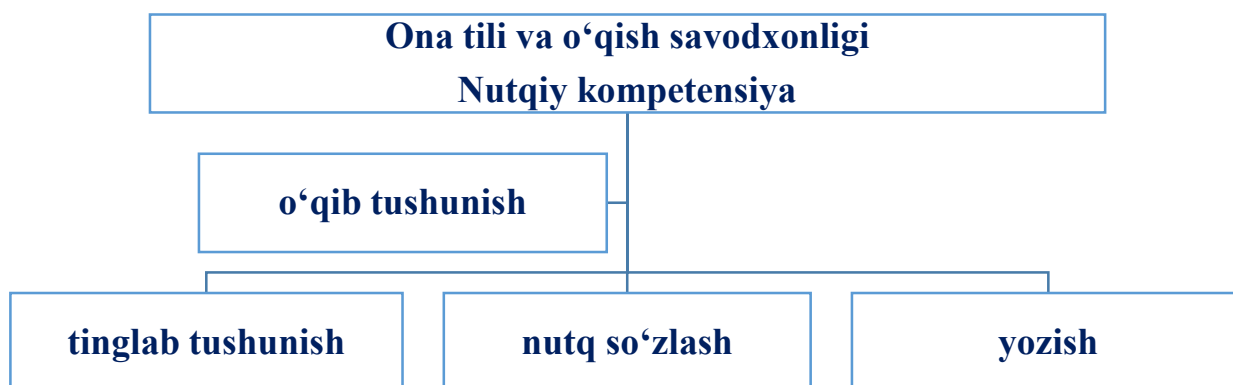 Ona tili va o‘qish savodxonligi
Nutqiy kompetensiya
o‘qib tushunish
tinglab tushunish
nutq so‘zlash
yozish